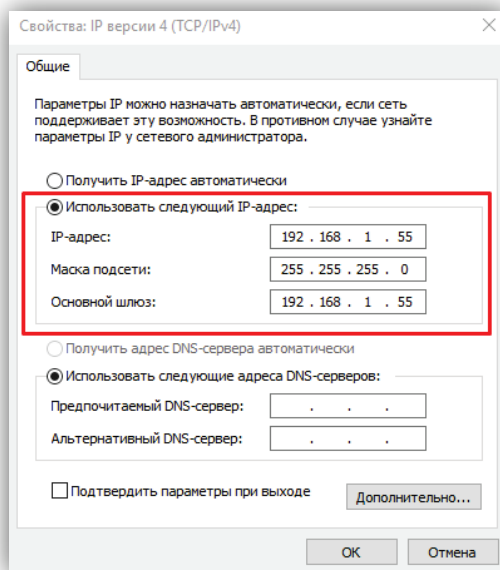 Свойства: IP версии 4 (TCP/IPv4)
Общие
Параметры IP можно назначать автоматически, если сеть
поддерживает эту возможность. В противном случае узнайте
параметры IP у сетевого администратора.
Получить IP-адрес автоматически
Использовать следующий IP-адрес:
IP-адрес: 192 . 168 . 1 . 55
Маска подсети: 255 . 255 . 255 . 0
Основной шлюз: 192 . 168 . 1 . 55
Получить адрес DNS-сервера автоматически
Использовать следующие адреса DNS-серверов:
Предпочитаемый DNS-сервер: . . .
Альтернативный DNS-сервер: . . .
Подтвердить параметры при выходе
Дополнительно...
ОК Отмена